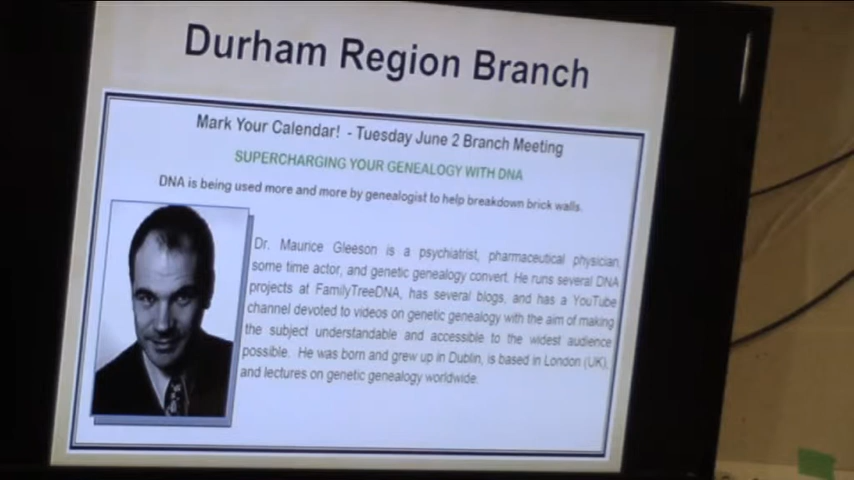 Durham Region Branch
Mark Your Calendar! - Tuesday June 2 Branch Meeting
SUPERCHARGING YOUR GENEALOGY WITH DNA
DNA is being used more and more by genealogist to help breakdown brick walls.
Dr. Maurice Gleeson is a psychiatrist, pharmaceutical physician,
some time actor, and genetic genealogy convert. He runs several DNA
projects at FamilyTreeDNA, has several blogs, and has a YouTube
channel devoted to videos on genetic genealogy with the aim of making
the subject understandable and accessible to the widest audience
possible. He was born and grew up in Dublin, is based in London (UK),
and lectures on genetic genealogy worldwide.